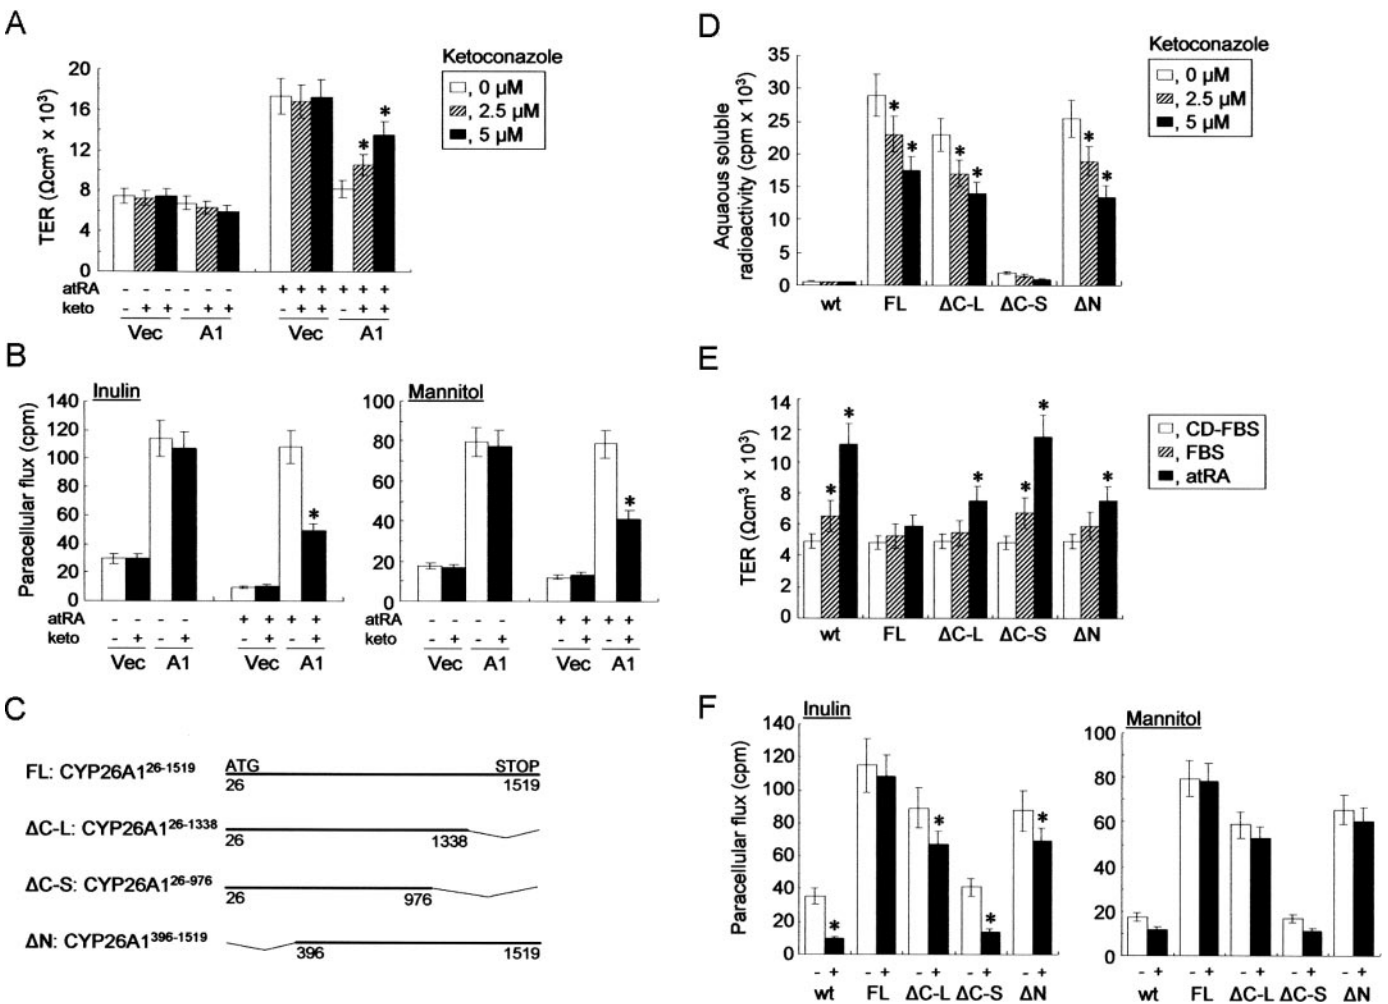 A
Ketoconazole
, 0 µM
, 2.5 µM
, 5 µM
TER (Ωcm³ x 10³)
20
16
12
8
4
0
* *
atRA - - - - - - + + + + + +
keto - + + - + + - + + - + +
Vec A1 Vec A1
B
Inulin
Paracellular flux (cpm)
140
120
100
80
60
40
20
0
*
atRA - - - - + + + +
keto - + - + - + - +
Vec A1 Vec A1
Mannitol
100
80
60
40
20
0
*
atRA - - - - + + + +
keto - + - + - + - +
Vec A1 Vec A1
C
FL: CYP26A1²⁶⁻¹⁵¹⁹
ATG STOP
26 1519
ΔC-L: CYP26A1²⁶⁻¹³³⁸
26 1338
ΔC-S: CYP26A1²⁶⁻⁹⁷⁶
26 976
ΔN: CYP26A1³⁹⁶⁻¹⁵¹⁹
396 1519
D
Ketoconazole
, 0 µM
, 2.5 µM
, 5 µM
Aquaous soluble
radioactivity (cpm x 10³)
35
30
25
20
15
10
5
0
* * * * * *
wt FL ΔC-L ΔC-S ΔN
E
, CD-FBS
, FBS
, atRA
TER (Ωcm³ x 10³)
14
12
10
8
6
4
2
0
* * * * * *
wt FL ΔC-L ΔC-S ΔN
F
Inulin
Paracellular flux (cpm)
140
120
100
80
60
40
20
0
* * * *
- + - + - + - + - +
wt FL ΔC-L ΔC-S ΔN
Mannitol
100
80
60
40
20
0
- + - + - + - + - +
wt FL ΔC-L ΔC-S ΔN